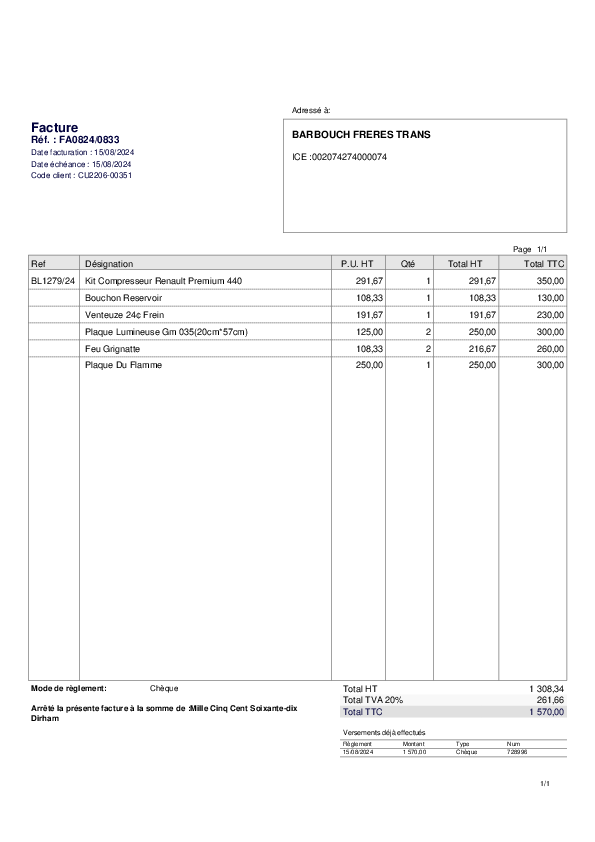 Adressé à:
Facture
Réf. : FA0824/0833
Date facturation : 15/08/2024
Date échéance : 15/08/2024
Code client : CU2206-00351
BARBOUCH FRERES TRANS
ICE :002074274000074
Page 1/1
Ref Désignation P.U. HT Qté Total HT Total TTC
BL1279/24 Kit Compresseur Renault Premium 440 291,67 1 291,67 350,00
Bouchon Reservoir 108,33 1 108,33 130,00
Venteuze 24c Frein 191,67 1 191,67 230,00
Plaque Lumineuse Gm 035(20cm*57cm) 125,00 2 250,00 300,00
Feu Grignatte 108,33 2 216,67 260,00
Plaque Du Flamme 250,00 1 250,00 300,00
Mode de règlement: Chèque
Total HT 1 308,34
Total TVA 20% 261,66
Total TTC 1 570,00
Arrêté la présente facture à la somme de :Mille Cinq Cent Soixante-dix
Dirham
Versements déjà effectués
Règlement Montant Type Num
15/08/2024 1 570,00 Chèque 728996
1/1